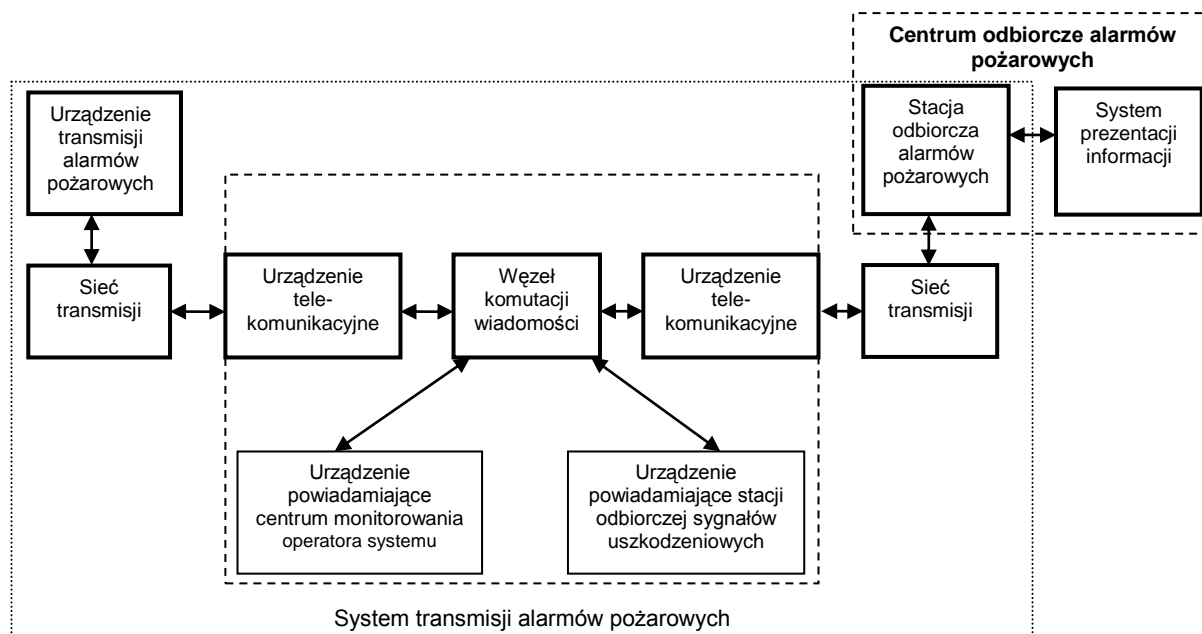 Centrum odbiorcze alarmów
pożarowych
Urządzenie
transmisji
alarmów
pożarowych
Stacja
odbiorcza
alarmów
pożarowych
System
prezentacji
informacji
Sieć
transmisji
Urządzenie
tele-
komunikacyjne
Węzeł
komutacji
wiadomości
Urządzenie
tele-
komunikacyjne
Sieć
transmisji
Urządzenie
powiadamiające
centrum monitorowania
operatora systemu
Urządzenie
powiadamiające stacji
odbiorczej sygnałów
uszkodzeniowych
System transmisji alarmów pożarowych